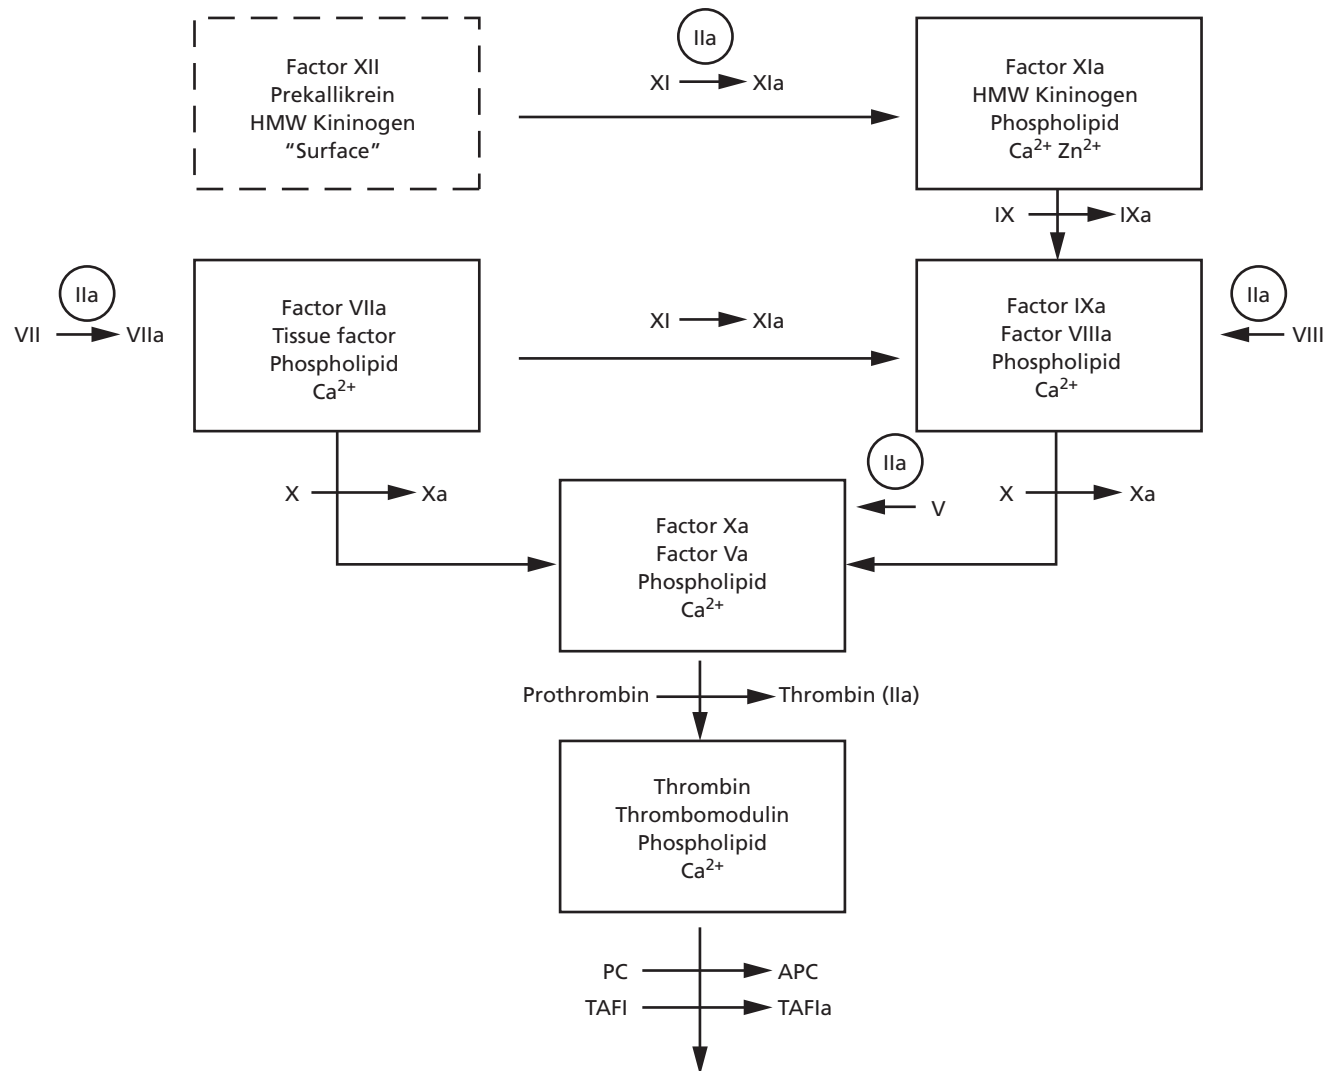 IIa
XI XIa
Factor XII
Prekallikrein
HMW Kininogen
“Surface”
Factor XIa
HMW Kininogen
Phospholipid
Ca2+ Zn2+
IX IXa
IIa
VII VIIa
Factor VIIa
Tissue factor
Phospholipid
Ca2+
XI XIa
Factor IXa
Factor VIIIa
Phospholipid
Ca2+
IIa
VIII
X Xa
IIa
V
X Xa
Factor Xa
Factor Va
Phospholipid
Ca2+
Prothrombin Thrombin (IIa)
Thrombin
Thrombomodulin
Phospholipid
Ca2+
PC APC
TAFI TAFIa